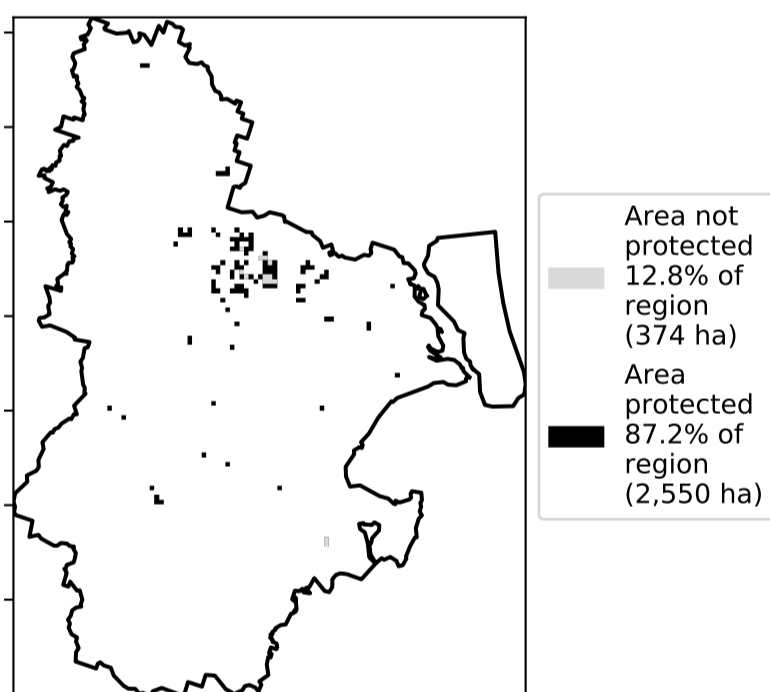 Area not
protected
12.8% of
region
(374 ha)
Area
protected
87.2% of
region
(2,550 ha)